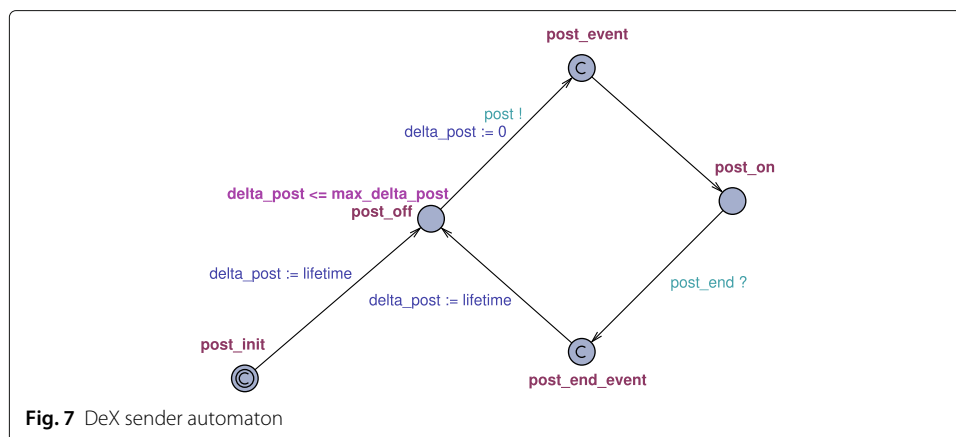 post_event
C
post !
delta_post := 0
post_on
delta_post <= max_delta_post
post_off
delta_post := lifetime
delta_post := lifetime
post_end ?
post_init
C
C
post_end_event
Fig. 7 DeX sender automaton